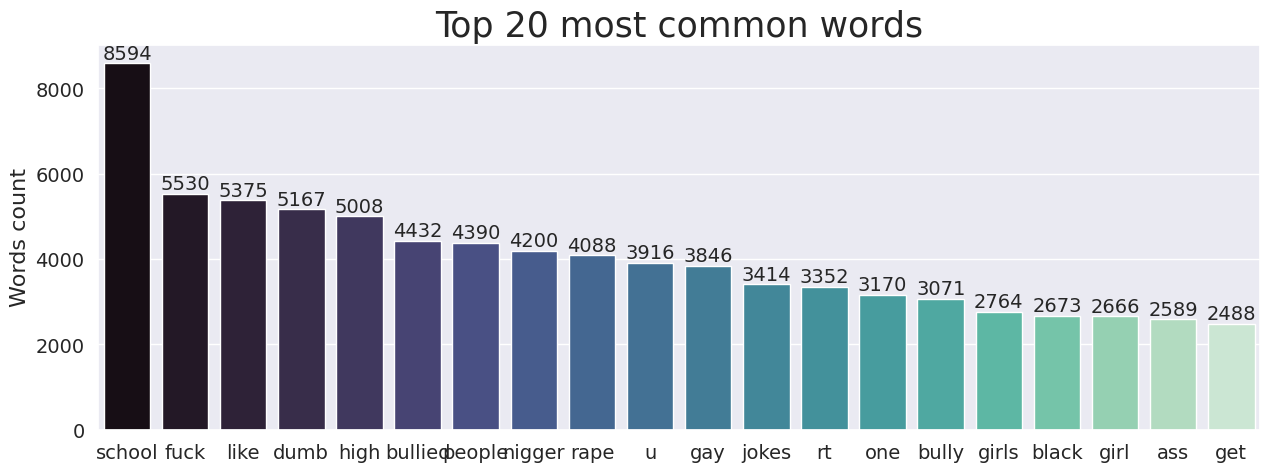 Top 20 most common words
Words count
8000
6000
4000
2000
0
8594 5530 5375 5167 5008 4432 4390 4200 4088 3916 3846 3414 3352 3170 3071 2764 2673 2666 2589 2488
school fuck like dumb high bullied people nigger rape u gay jokes rt one bully girls black girl ass get